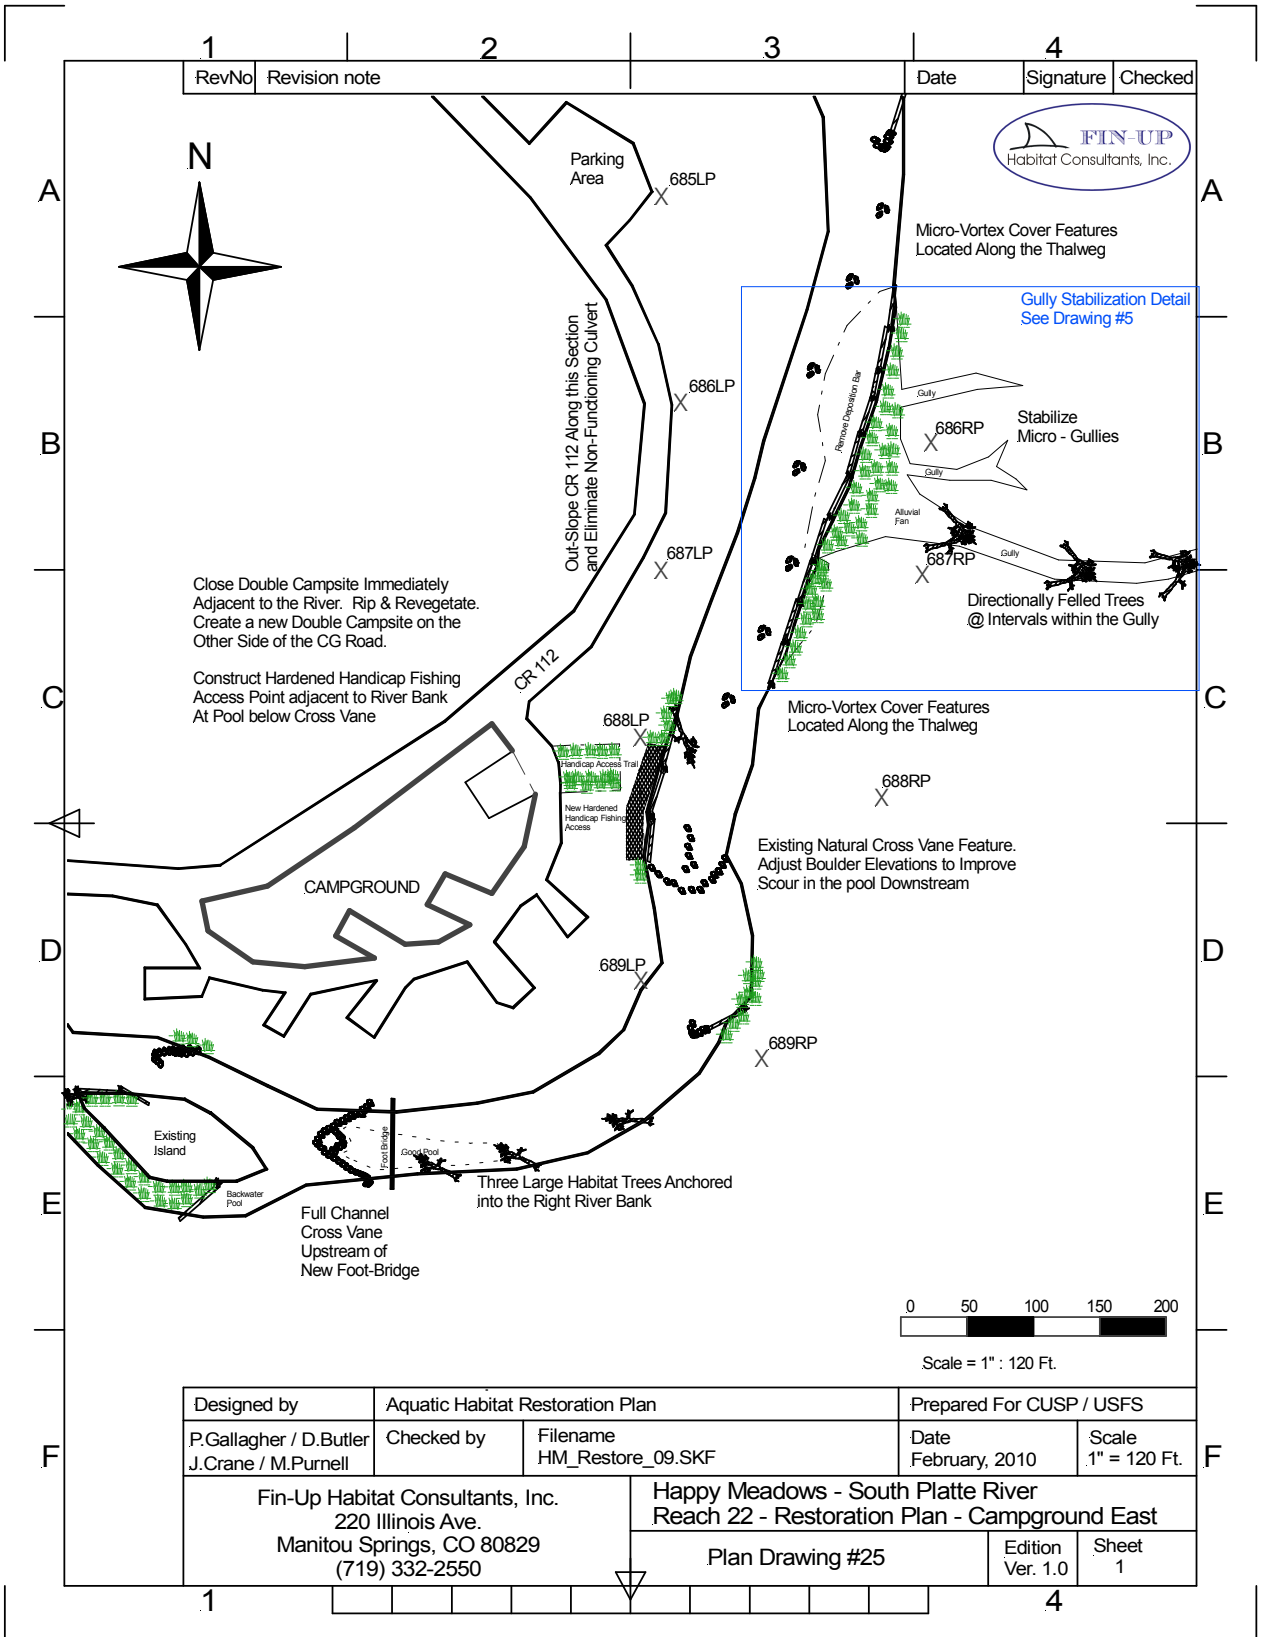 1
2
3
4
RevNo
Revision note
Date
Signature
Checked
FIN-UP
Habitat Consultants, Inc.
N
A
A
Parking
Area
685LP
Micro-Vortex Cover Features
Located Along the Thalweg
Gully Stabilization Detail
See Drawing #5
Out-Slope CR 112 Along this Section
and Eliminate Non-Functioning Culvert
686LP
Remove Deposition Bar
Gully
686RP
Stabilize
Micro - Gullies
B
B
Gully
Alluvial
Fan
Gully
687LP
687RP
Close Double Campsite Immediately
Adjacent to the River. Rip & Revegetate.
Create a new Double Campsite on the
Other Side of the CG Road.
Directionally Felled Trees
@ Intervals within the Gully
Construct Hardened Handicap Fishing
Access Point adjacent to River Bank
At Pool below Cross Vane
CR 112
C
C
688LP
Micro-Vortex Cover Features
Located Along the Thalweg
Handicap Access Trail
688RP
New Hardened
Handicap Fishing
Access
Existing Natural Cross Vane Feature.
Adjust Boulder Elevations to Improve
Scour in the pool Downstream
CAMPGROUND
D
D
689LP
689RP
Existing
Island
Foot Bridge
Good Pool
Backwater
Pool
Three Large Habitat Trees Anchored
into the Right River Bank
E
E
Full Channel
Cross Vane
Upstream of
New Foot-Bridge
0 50 100 150 200
Scale = 1" : 120 Ft.
Designed by
Aquatic Habitat Restoration Plan
Prepared For CUSP / USFS
P.Gallagher / D.Butler
J.Crane / M.Purnell
Checked by
Filename
HM_Restore_09.SKF
Date
February, 2010
Scale
1" = 120 Ft.
F
F
Fin-Up Habitat Consultants, Inc.
220 Illinois Ave.
Manitou Springs, CO 80829
(719) 332-2550
Happy Meadows - South Platte River
Reach 22 - Restoration Plan - Campground East
Plan Drawing #25
Edition
Ver. 1.0
Sheet
1
1
4